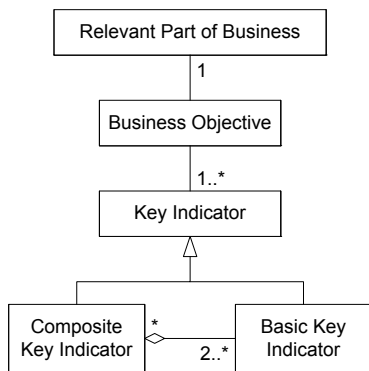 Relevant Part of Business
1
Business Objective
1..*
Key Indicator
Composite
Key Indicator
*
2..*
Basic Key
Indicator